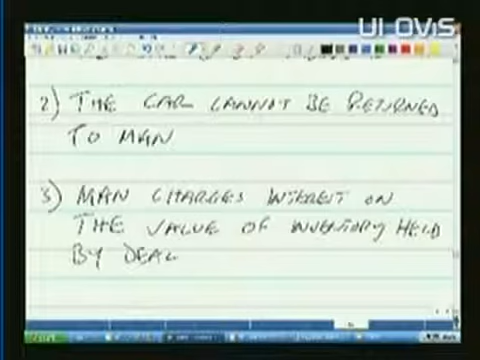 UI OVIS
2) THE CAR CANNOT BE RETURNED
TO MAN
3) MAN CHARGES INTEREST ON
THE VALUE OF INVENTORY HELD
BY DEAL